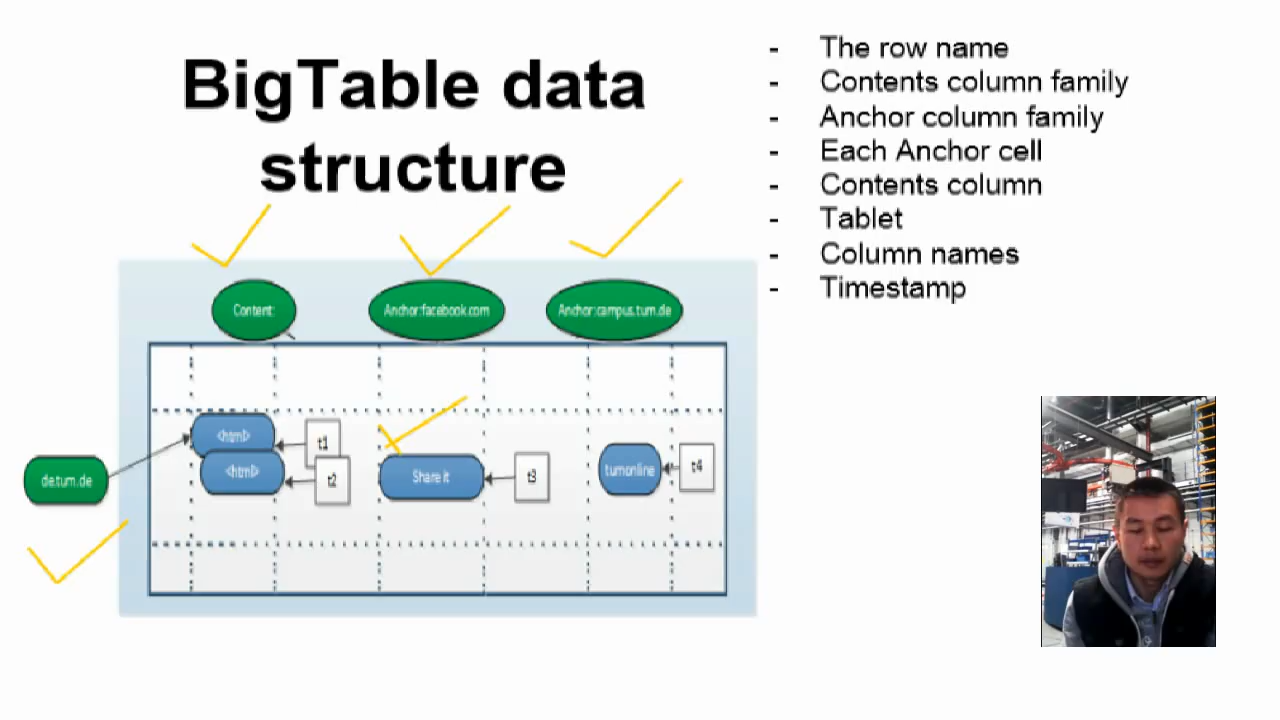 BigTable data
structure
- The row name
- Contents column family
- Anchor column family
- Each Anchor cell
- Contents column
- Tablet
- Column names
- Timestamp
Content:
Anchor:facebook.com
Anchor:campus.tum.de
<html>
t1
<html>
t2
de.tum.de
Share it
t3
tumonline
t4